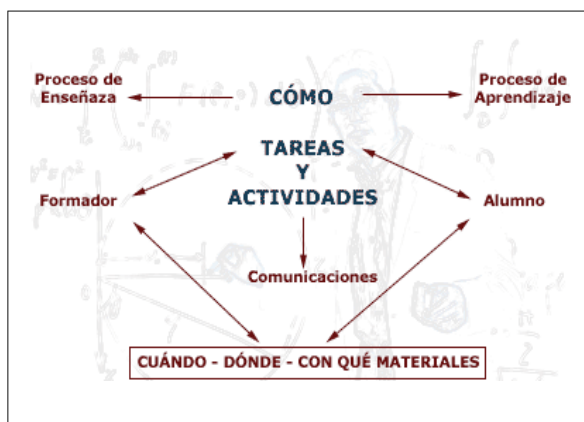 Proceso de
Enseñaza
CÓMO
Proceso de
Aprendizaje
TAREAS
Y
ACTIVIDADES
Formador
Alumno
Comunicaciones
CUÁNDO - DÓNDE - CON QUÉ MATERIALES